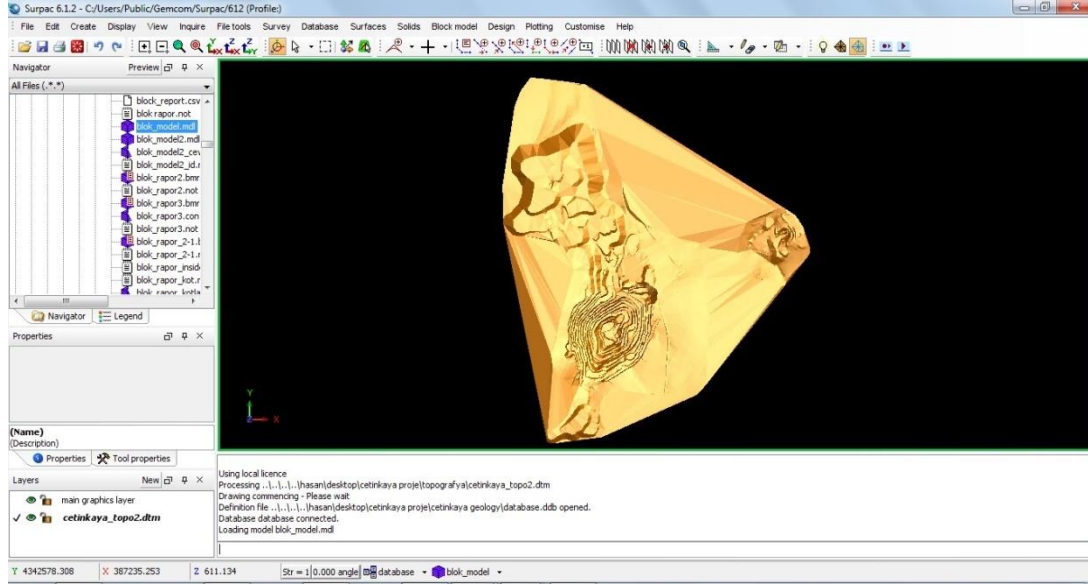 Surpac 6.1.2 - C:/Users/Public/Gemcom/Surpac/612 (Profile:)
File Edit Create Display View Inquire File tools Survey Database Surfaces Solids Block model Design Plotting Customise Help
Navigator Preview
All Files (.*.*)
block_report.csv
blok rapor.not
blok_model.mdl
blok_model2.mdl
blok_model2_cev
blok_model2_id.r
blok_rapor2.bmr
blok_rapor2.not
blok_rapor3.bmr
blok_rapor3.con
blok_rapor3.not
blok_rapor_2-1.b
blok_rapor_2-1.r
blok_rapor_insid
blok_rapor_kot.r
blok_rapor_kotla
Navigator Legend
Properties
(Name)
(Description)
Properties Tool properties
Layers New
main graphics layer
cetinkaya_topo2.dtm
Y
Z X
Using local licence
Processing ..\..\..\..\hasan\desktop\cetinkaya proje\topografya\cetinkaya_topo2.dtm
Drawing commencing - Please wait
Definition file ..\..\..\..\hasan\desktop\cetinkaya proje\cetinkaya geology\database.ddb opened.
Database database connected.
Loading model blok_model.mdl
Y 4342578.308 X 387235.253 Z 611.134 Str = 1 0.000 angle database blok_model